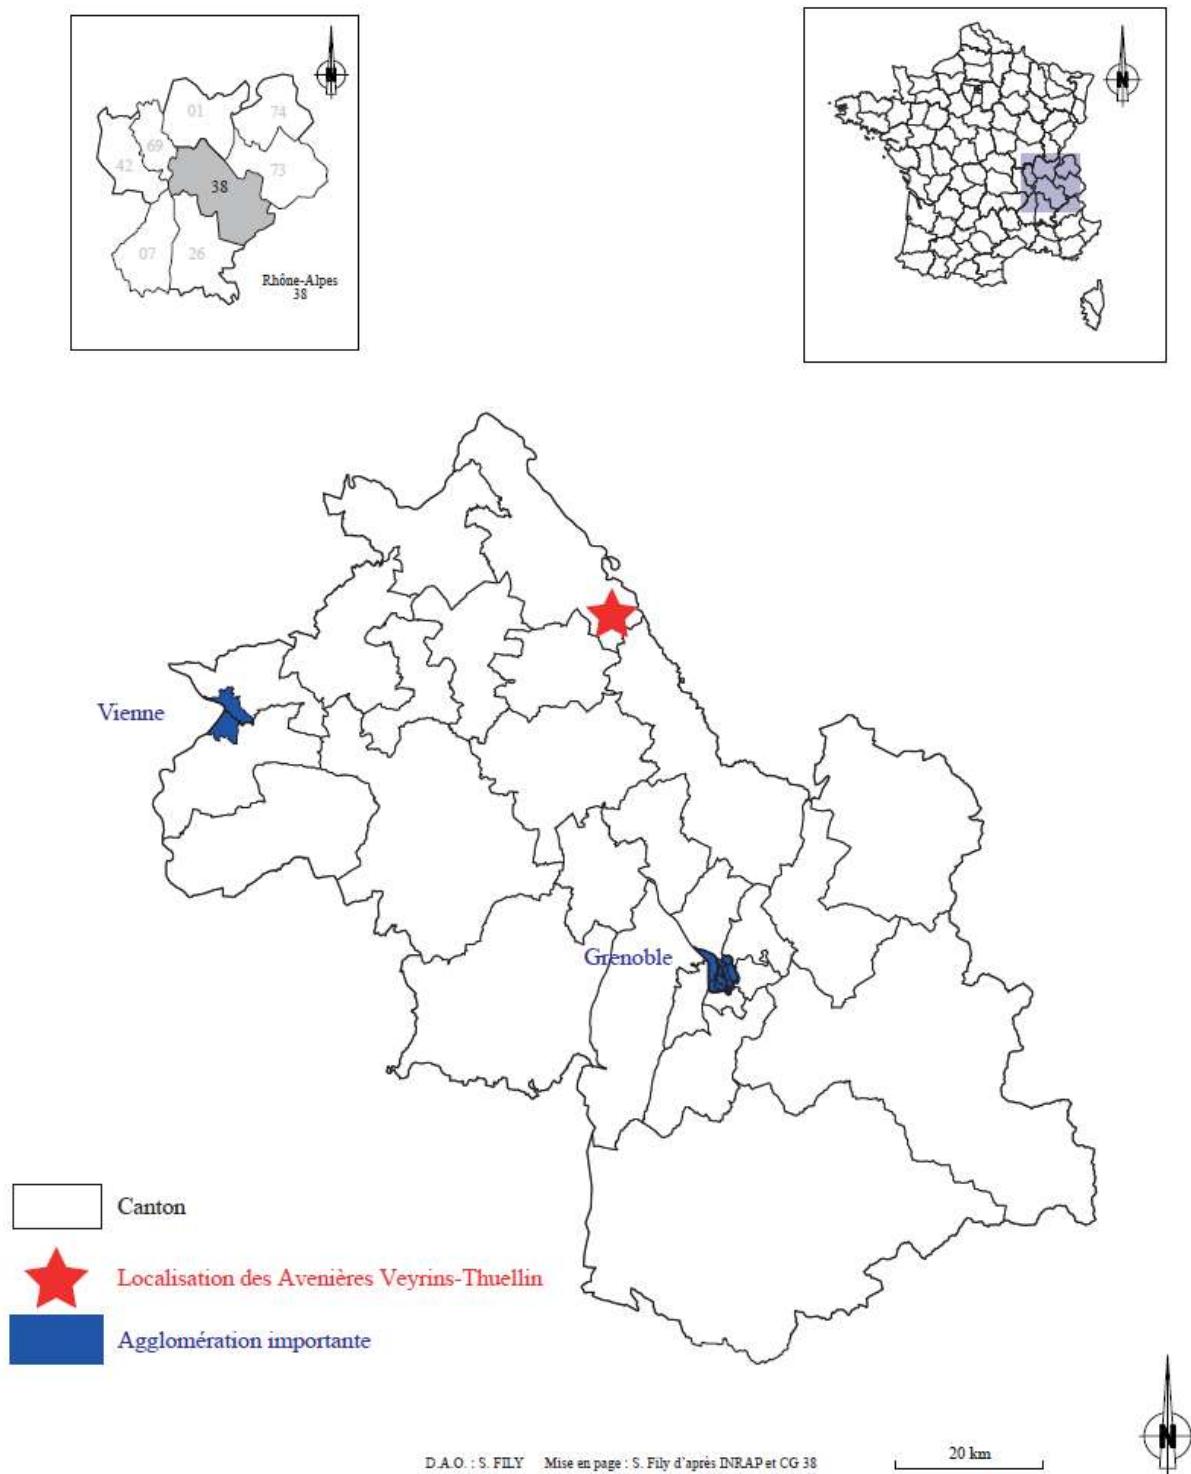 N
01
74
69
42
73
38
07
26
Rhône-Alpes
38
N
Vienne
Grenoble
Canton
Localisation des Avenières Veyrins-Thuellin
Agglomération importante
N
20 km
D.A.O. : S. FILY Mise en page : S. Fily d'après INRAP et CG 38